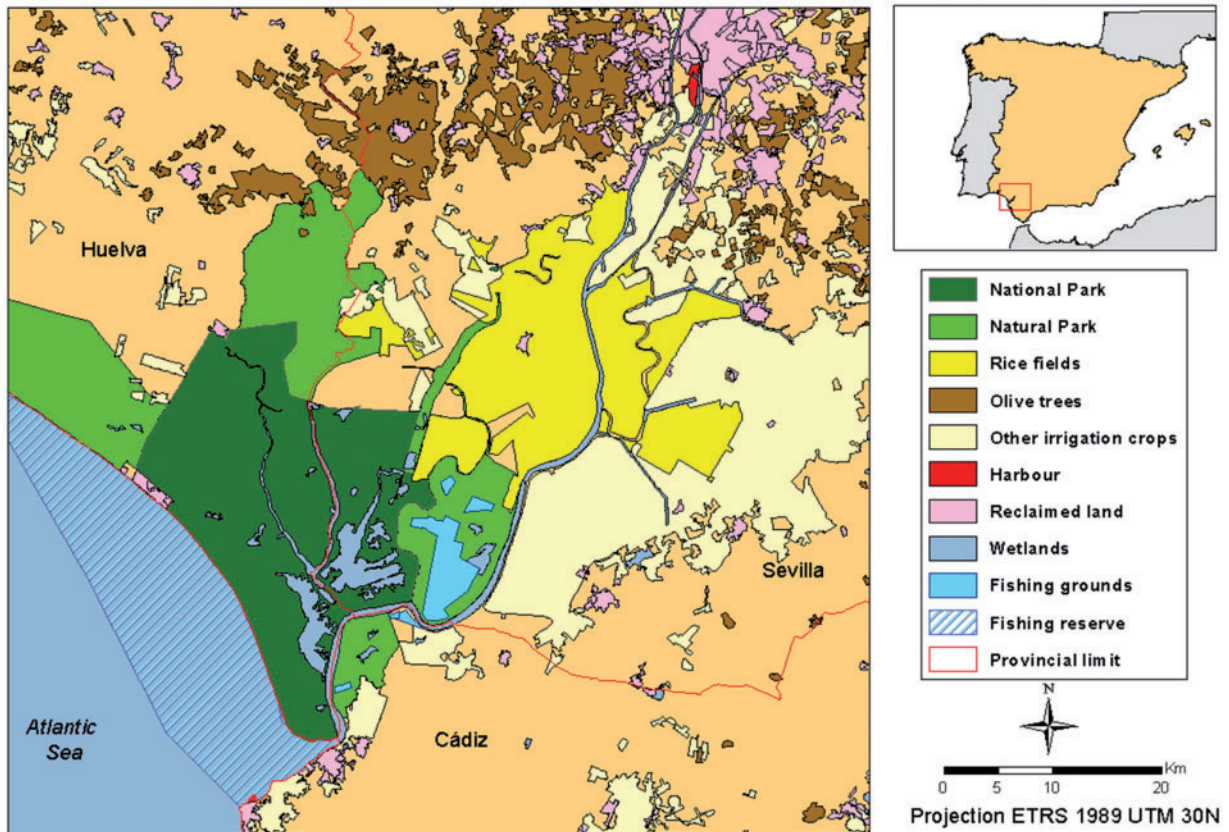 Huelva
Sevilla
Cádiz
Atlantic
Sea
National Park
Natural Park
Rice fields
Olive trees
Other irrigation crops
Harbour
Reclaimed land
Wetlands
Fishing grounds
Fishing reserve
Provincial limit
N
Km
0 5 10 20
Projection ETRS 1989 UTM 30N